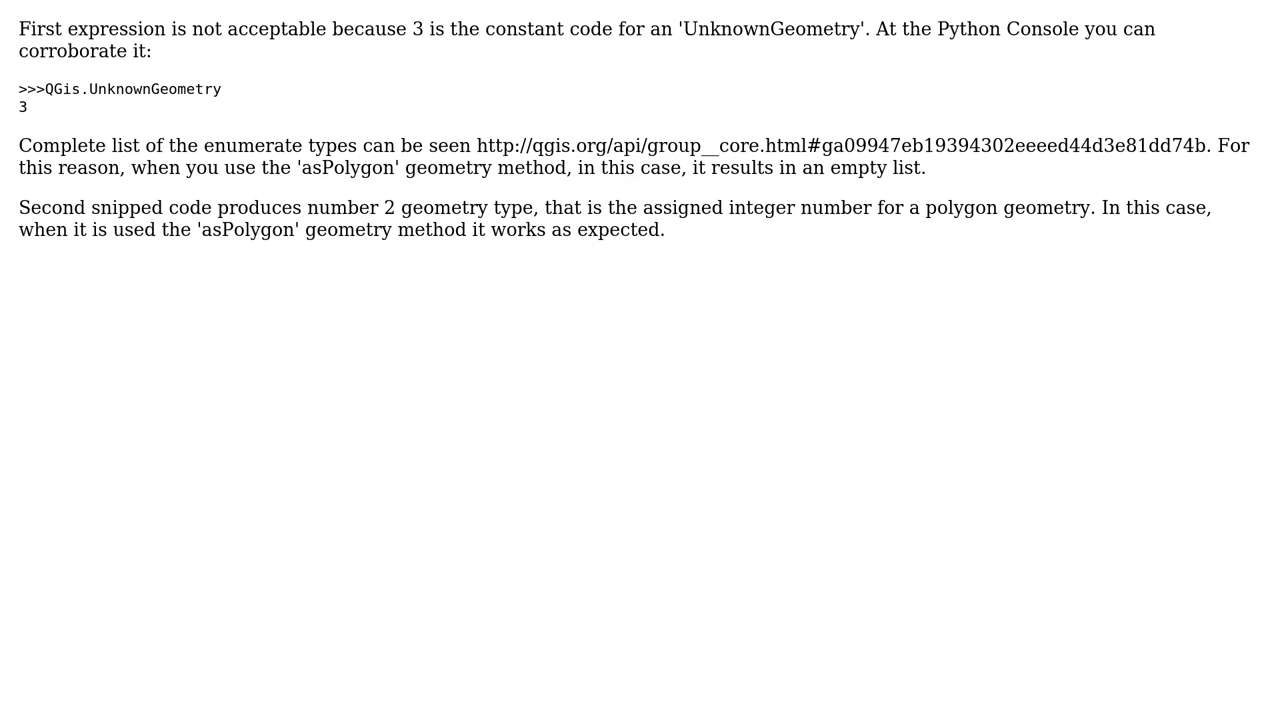 First expression is not acceptable because 3 is the constant code for an 'UnknownGeometry'. At the Python Console you can
corroborate it:
>>>QGis.UnknownGeometry
3
Complete list of the enumerate types can be seen http://qgis.org/api/group__core.html#ga09947eb19394302eeeed44d3e81dd74b. For
this reason, when you use the 'asPolygon' geometry method, in this case, it results in an empty list.
Second snipped code produces number 2 geometry type, that is the assigned integer number for a polygon geometry. In this case,
when it is used the 'asPolygon' geometry method it works as expected.